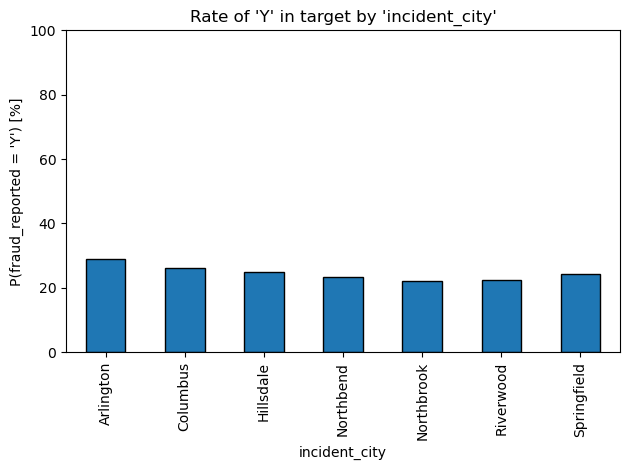 Rate of 'Y' in target by 'incident_city'
P(fraud_reported = 'Y') [%]
100
80
60
40
20
0
Arlington
Columbus
Hillsdale
Northbend
Northbrook
Riverwood
Springfield
incident_city